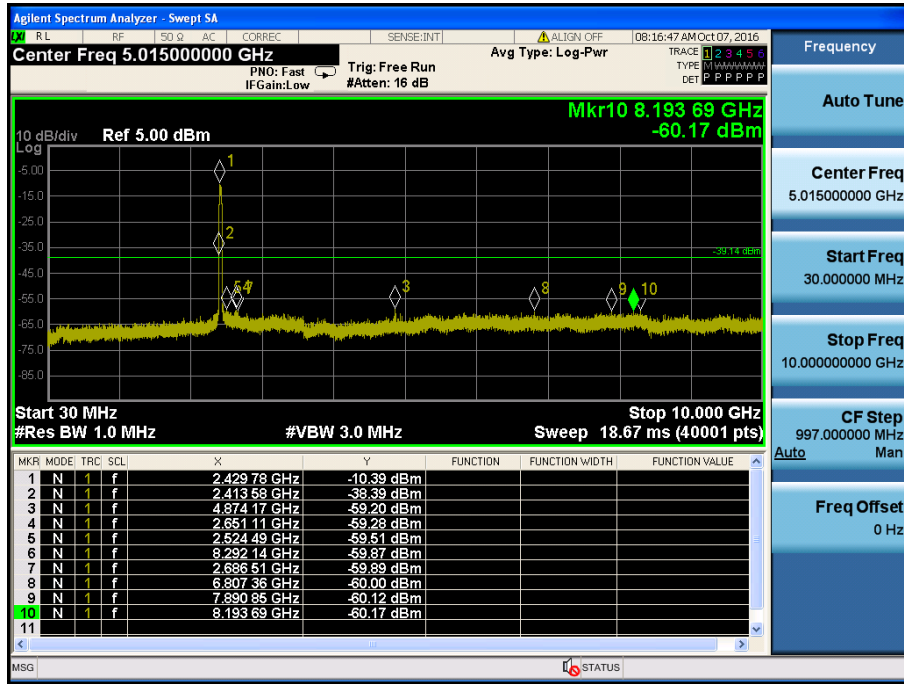 Agilent Spectrum Analyzer - Swept SA
LXI RL RF 50 Ω AC CORREC SENSE:INT ALIGN OFF 08:16:47 AM Oct 07, 2016
Center Freq 5.015000000 GHz
PNO: Fast
IFGain:Low
Trig: Free Run
#Atten: 16 dB
Avg Type: Log-Pwr
TRACE 1 2 3 4 5 6
TYPE M WWWWW
DET P P P P P P
Mkr10 8.193 69 GHz
-60.17 dBm
10 dB/div Ref 5.00 dBm
Log
-5.00
-15.0
-25.0
-35.0
-45.0
-55.0
-65.0
-75.0
-85.0
1
2
3
5 4 7
8
9
10
-39.14 dBm
Start 30 MHz Stop 10.000 GHz
#Res BW 1.0 MHz #VBW 3.0 MHz Sweep 18.67 ms (40001 pts)
MKR MODE TRC SCL X Y FUNCTION FUNCTION WIDTH FUNCTION VALUE
1 N 1 f 2.429 78 GHz -10.39 dBm
2 N 1 f 2.413 58 GHz -38.39 dBm
3 N 1 f 4.874 17 GHz -59.20 dBm
4 N 1 f 2.651 11 GHz -59.28 dBm
5 N 1 f 2.524 49 GHz -59.51 dBm
6 N 1 f 8.292 14 GHz -59.87 dBm
7 N 1 f 2.686 51 GHz -59.89 dBm
8 N 1 f 6.807 36 GHz -60.00 dBm
9 N 1 f 7.890 85 GHz -60.12 dBm
10 N 1 f 8.193 69 GHz -60.17 dBm
11
MSG STATUS
Frequency
Auto Tune
Center Freq
5.015000000 GHz
Start Freq
30.000000 MHz
Stop Freq
10.000000000 GHz
CF Step
997.000000 MHz
Auto Man
Freq Offset
0 Hz